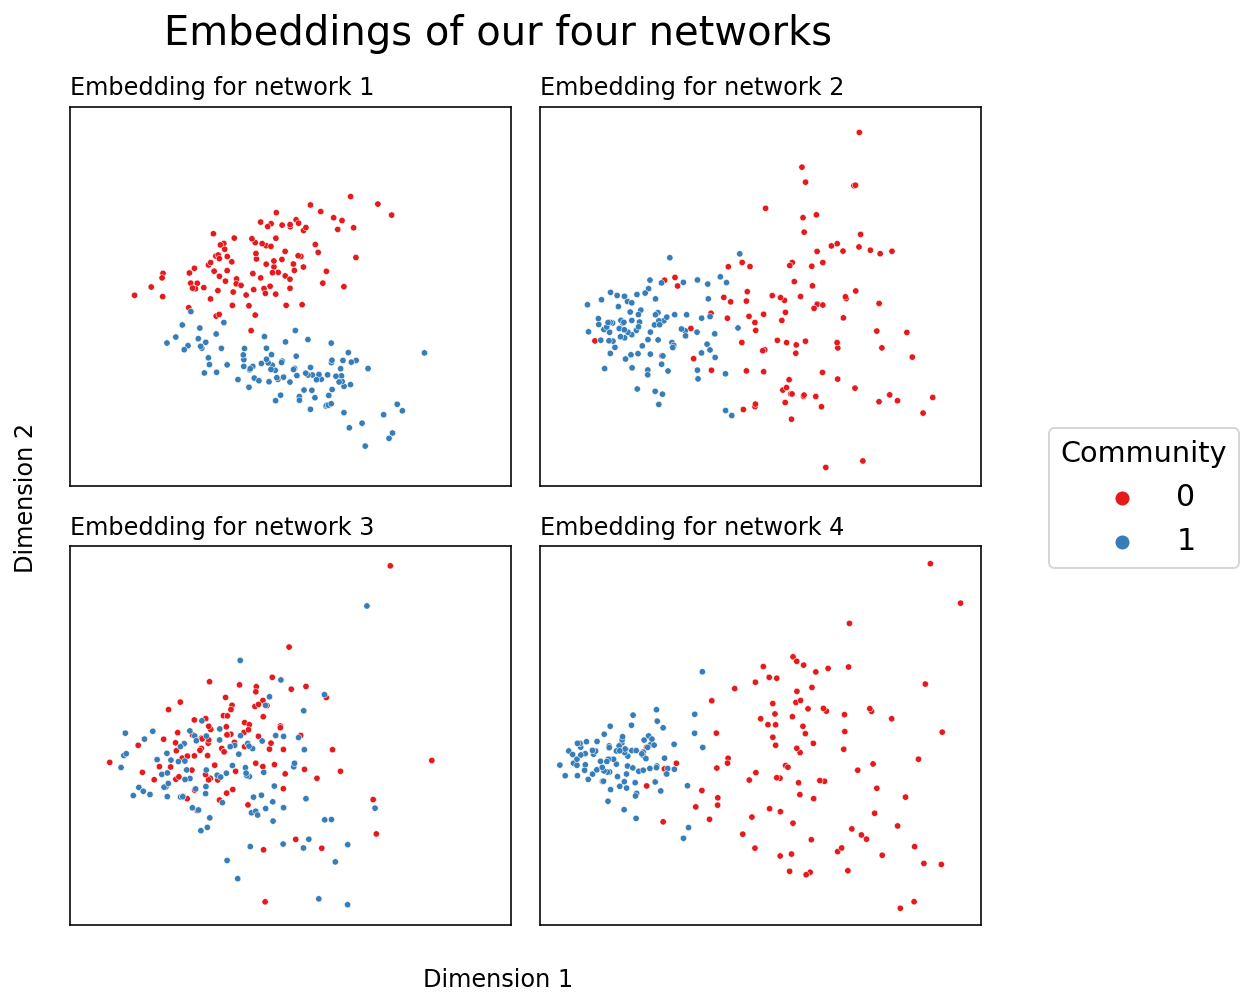 Embeddings of our four networks
Embedding for network 1
Embedding for network 2
Dimension 2
Community
0
1
Embedding for network 3
Embedding for network 4
Dimension 1